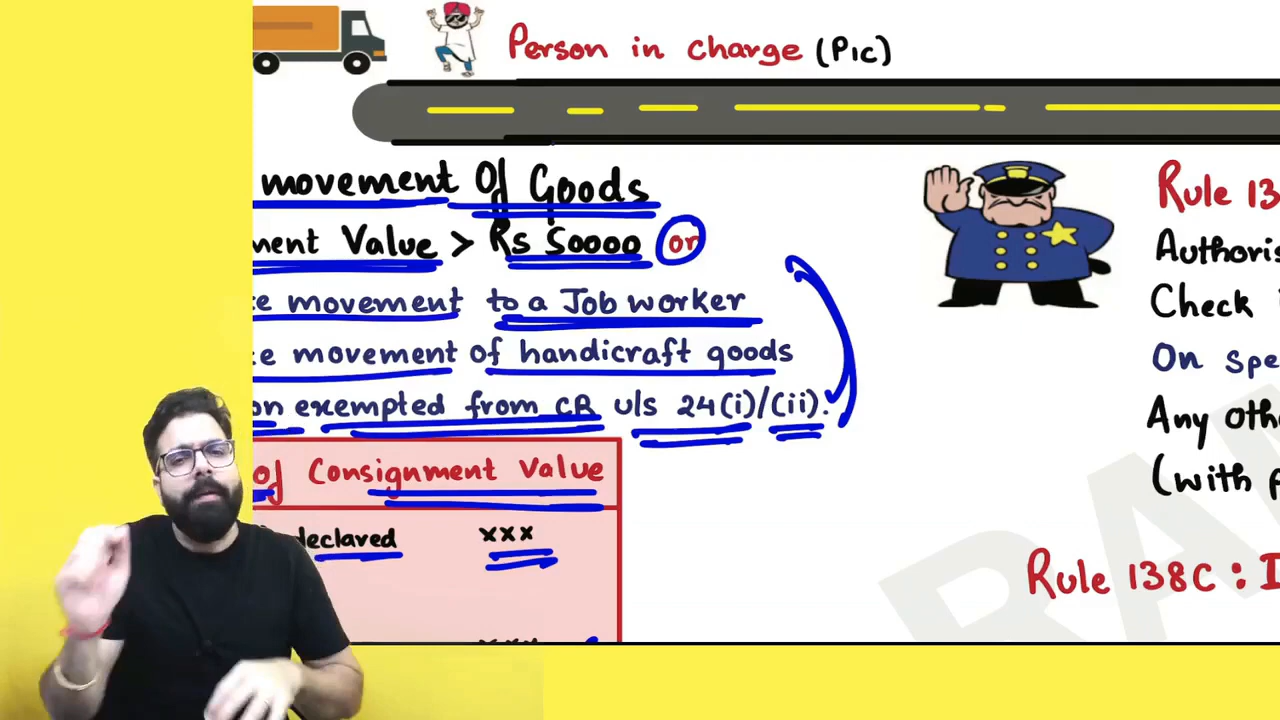 Person in charge (PIC)
movement Of Goods
ment Value > Rs 50000 or
movement to a Job worker
movement of handicraft goods
on exempted from CR u/s 24(i)/(ii).
of Consignment Value
declared xxx
Rule 13
Authoris
Check
On spe
Any oth
(with
Rule 138C : I